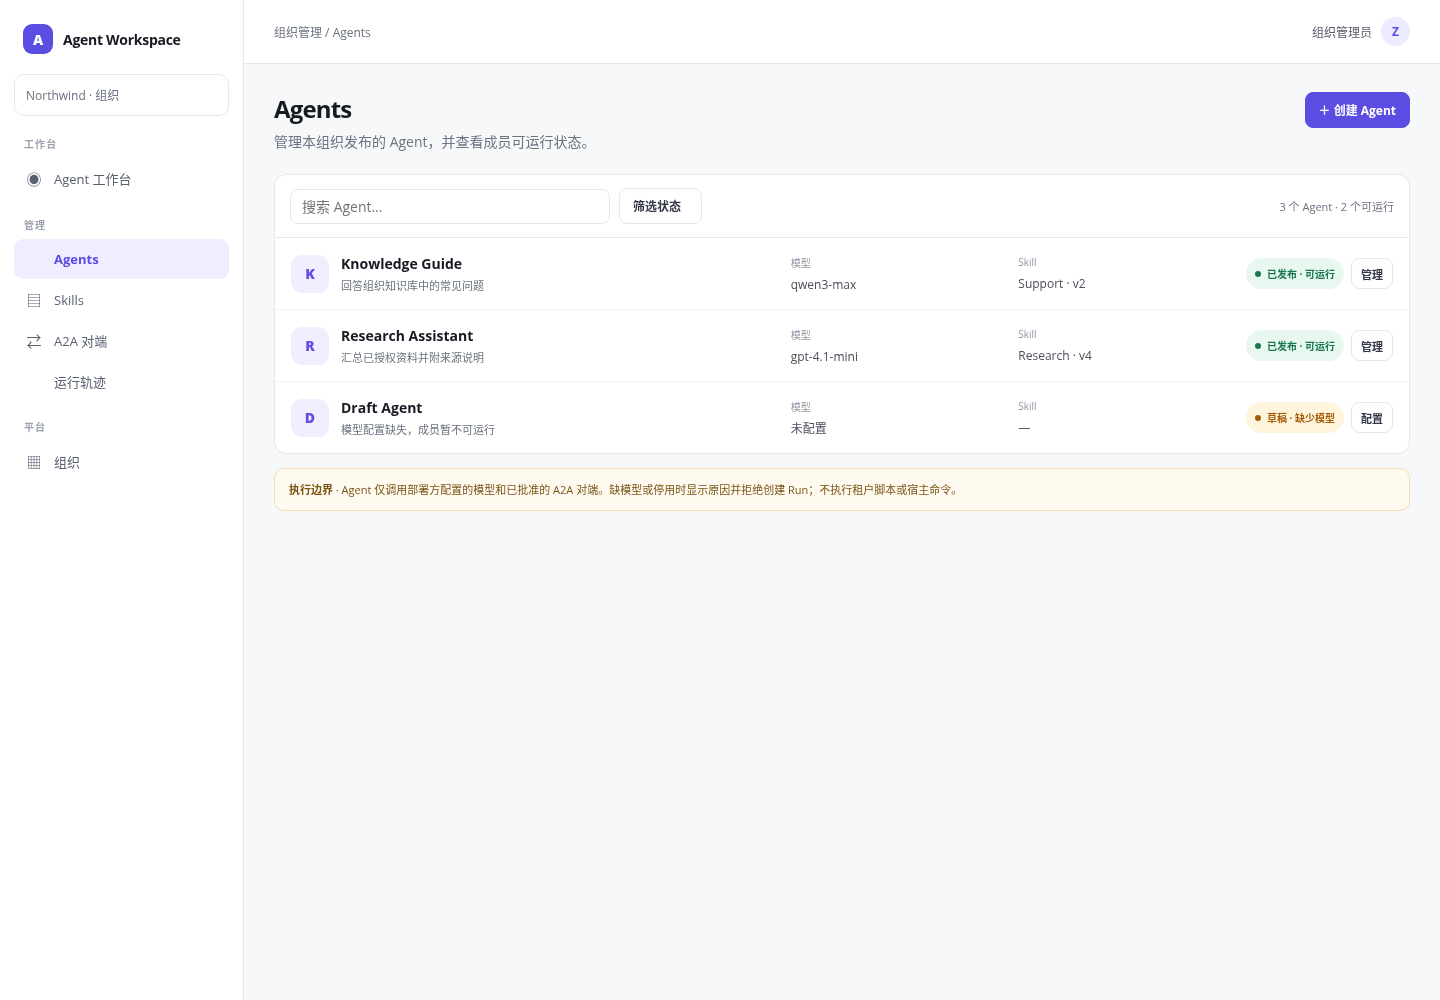 A Agent Workspace
Northwind · 组织
工作台
Agent 工作台
管理
Agents
Skills
A2A 对端
运行轨迹
平台
组织
组织管理 / Agents
组织管理员 Z
Agents
管理本组织发布的 Agent，并查看成员可运行状态。
＋ 创建 Agent
搜索 Agent...
筛选状态
3 个 Agent · 2 个可运行
K
Knowledge Guide
回答组织知识库中的常见问题
模型
qwen3-max
Skill
Support · v2
已发布 · 可运行
管理
R
Research Assistant
汇总已授权资料并附来源说明
模型
gpt-4.1-mini
Skill
Research · v4
已发布 · 可运行
管理
D
Draft Agent
模型配置缺失，成员暂不可运行
模型
未配置
Skill
—
草稿 · 缺少模型
配置
执行边界 · Agent 仅调用部署方配置的模型和已批准的 A2A 对端。缺模型或停用时显示原因并拒绝创建 Run；不执行租户脚本或宿主命令。